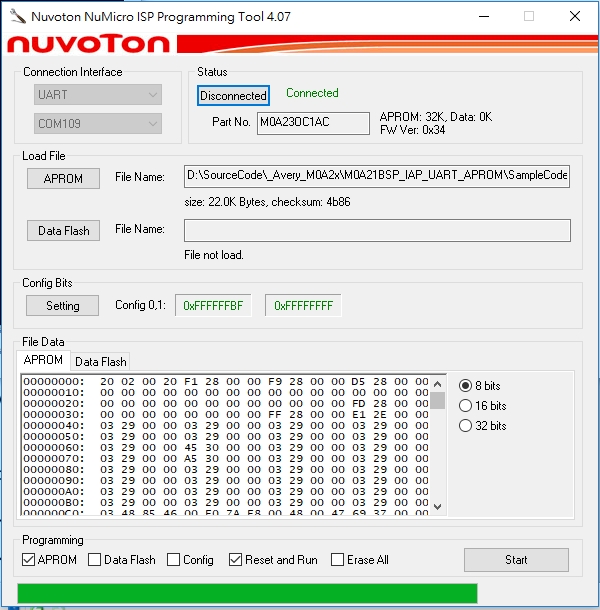 Nuvoton NuMicro ISP Programming Tool 4.07
nuvoTon
Connection Interface
UART
COM109
Status
Disconnected
Connected
Part No.
M0A23OC1AC
APROM: 32K, Data: 0K
FW Ver: 0x34
Load File
APROM
File Name:
D:\SourceCode\_Avery_M0A2x\M0A21BSP_IAP_UART_APROM\SampleCode
size: 22.0K Bytes, checksum: 4b86
Data Flash
File Name:
File not load.
Config Bits
Setting
Config 0,1:
0xFFFFFFBF
0xFFFFFFFF
File Data
APROM
Data Flash
00000000: 20 02 00 20 F1 28 00 00 F9 28 00 00 D5 28 00 00
00000010: 00 00 00 00 00 00 00 00 00 00 00 00 00 00 00 00
00000020: 00 00 00 00 00 00 00 00 00 00 00 00 FD 28 00 00
00000030: 00 00 00 00 00 00 00 00 FF 28 00 00 E1 2E 00 00
00000040: 03 29 00 00 03 29 00 00 03 29 00 00 03 29 00 00
00000050: 03 29 00 00 03 29 00 00 03 29 00 00 03 29 00 00
00000060: 03 29 00 00 45 30 00 00 03 29 00 00 03 29 00 00
00000070: 03 29 00 00 A5 30 00 00 03 29 00 00 03 29 00 00
00000080: 03 29 00 00 03 29 00 00 03 29 00 00 03 29 00 00
00000090: 03 29 00 00 03 29 00 00 03 29 00 00 03 29 00 00
000000A0: 03 29 00 00 03 29 00 00 03 29 00 00 03 29 00 00
000000B0: 03 29 00 00 03 29 00 00 03 29 00 00 03 29 00 00
000000C0: 03 48 85 46 00 F0 7A F8 00 48 00 47 69 37 00 00
8 bits
16 bits
32 bits
Programming
APROM
Data Flash
Config
Reset and Run
Erase All
Start